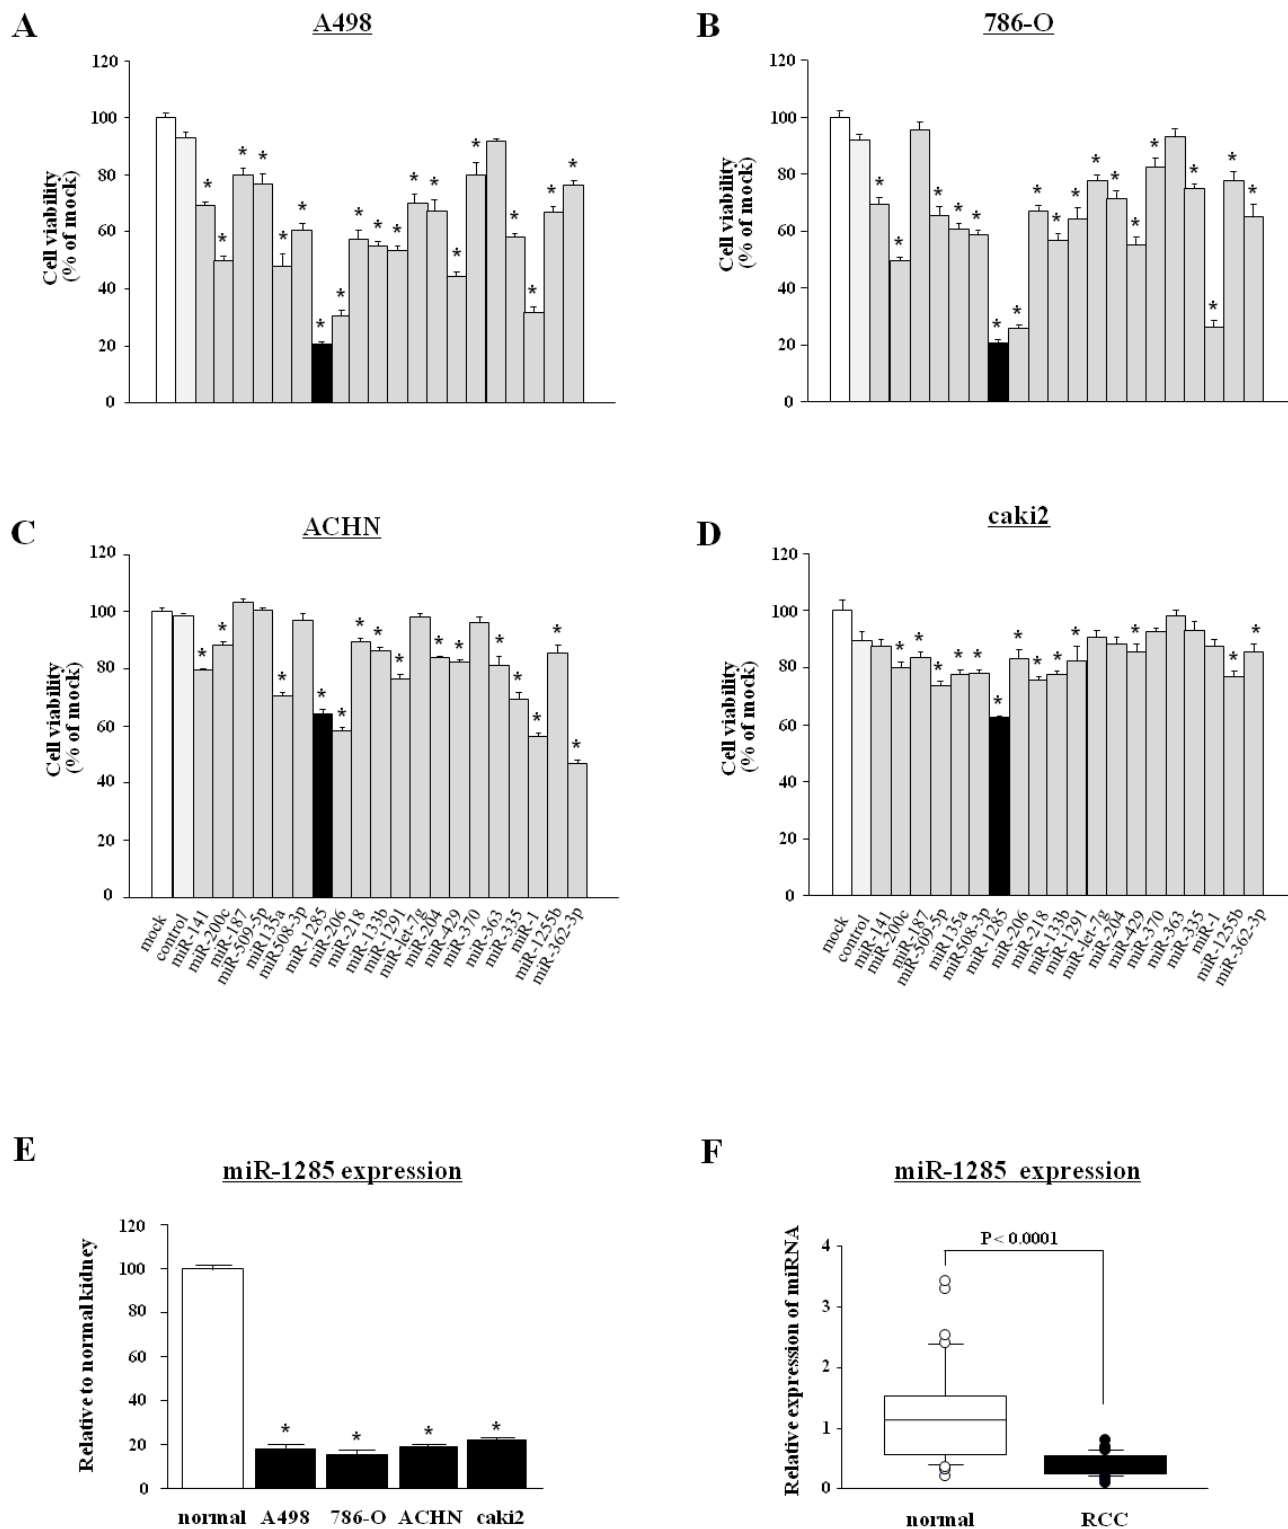 A
A498
120
100
80
60
40
20
0
Cell viability
(% of mock)
* * * * * * * * * * * * * * * * * *
B
786-O
120
100
80
60
40
20
0
Cell viability
(% of mock)
* * * * * * * * * * * * * * * * * *
C
ACHN
120
100
80
60
40
20
0
Cell viability
(% of mock)
* * * * * * * * * * * * * * *
mock
control
miR-141
miR-200c
miR-187
miR-509-5p
miR135a
miR508-3p
miR-1285
miR-206
miR-218
miR-133b
miR-1291
miR-let-7g
miR-204
miR-429
miR-370
miR-363
miR-335
miR-1
miR-1255b
miR-362-3p
D
caki2
120
100
80
60
40
20
0
Cell viability
(% of mock)
* * * * * * * * * * * * *
mock
control
miR-141
miR-200c
miR-187
miR-509-5p
miR135a
miR508-3p
miR-1285
miR-206
miR-218
miR-133b
miR-1291
miR-let-7g
miR-204
miR-429
miR-370
miR-363
miR-335
miR-1
miR-1255b
miR-362-3p
E
miR-1285 expression
120
100
80
60
40
20
0
Relative to normal kidney
* * * *
normal A498 786-O ACHN caki2
F
miR-1285 expression
P< 0.0001
4
3
2
1
0
Relative expression of miRNA
normal RCC